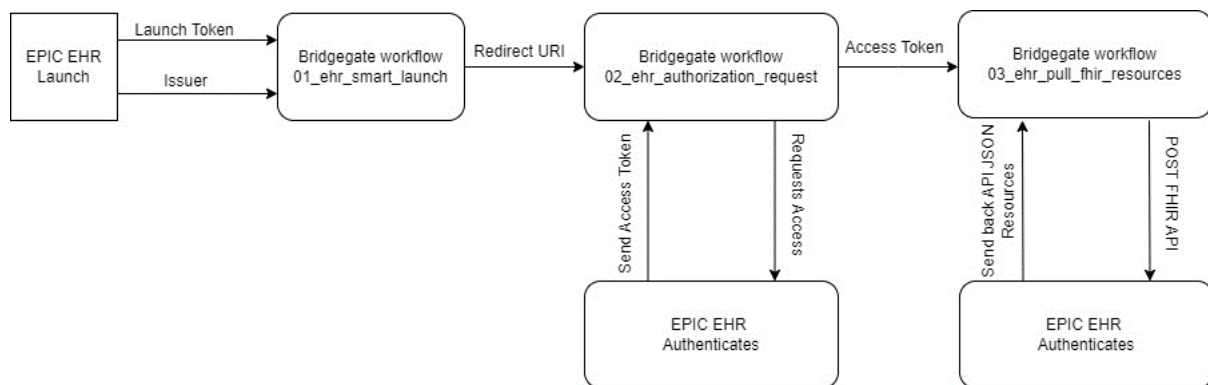 EPIC EHR
Launch
Launch Token
Issuer
Bridgegate workflow
01_ehr_smart_launch
Redirect URI
Bridgegate workflow
02_ehr_authorization_request
Access Token
Bridgegate workflow
03_ehr_pull_fhir_resources
Send Access Token
Requests Access
Send back API JSON
Resources
POST FHIR API
EPIC EHR
Authenticates
EPIC EHR
Authenticates